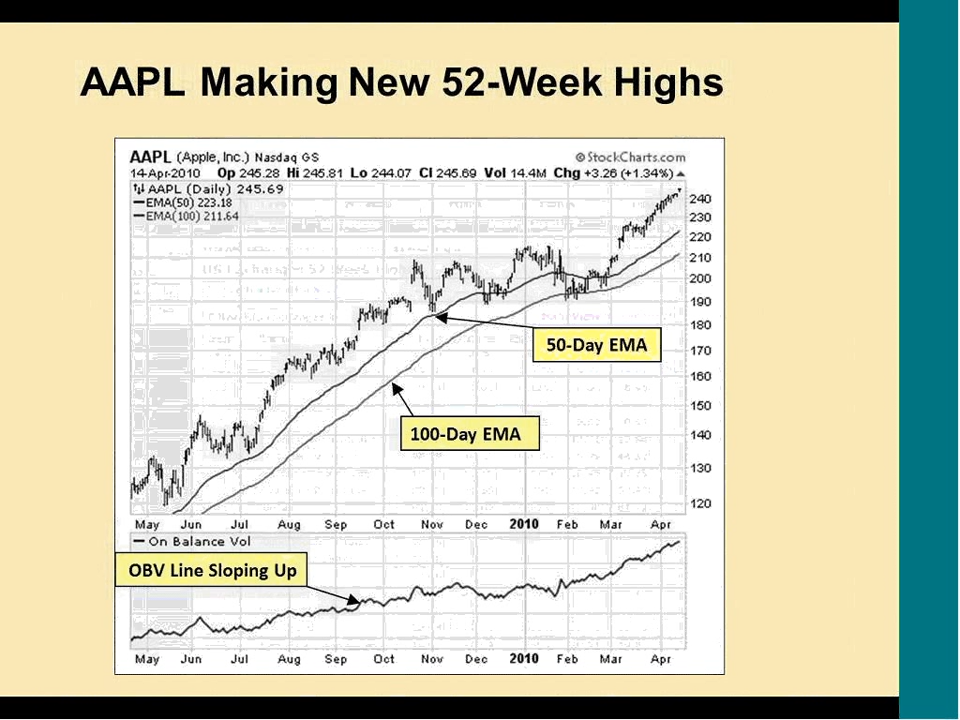 AAPL Making New 52-Week Highs
AAPL (Apple, Inc.) Nasdaq GS
© StockCharts.com
14-Apr-2010 Op 245.28 Hi 245.81 Lo 244.07 Cl 245.69 Vol 14.4M Chg +3.26 (+1.34%)
AAPL (Daily) 245.69
EMA(50) 223.18
EMA(100) 211.64
240
230
220
210
200
190
180
170
160
150
140
130
120
50-Day EMA
100-Day EMA
May Jun Jul Aug Sep Oct Nov Dec 2010 Feb Mar Apr
On Balance Vol
OBV Line Sloping Up
May Jun Jul Aug Sep Oct Nov Dec 2010 Feb Mar Apr